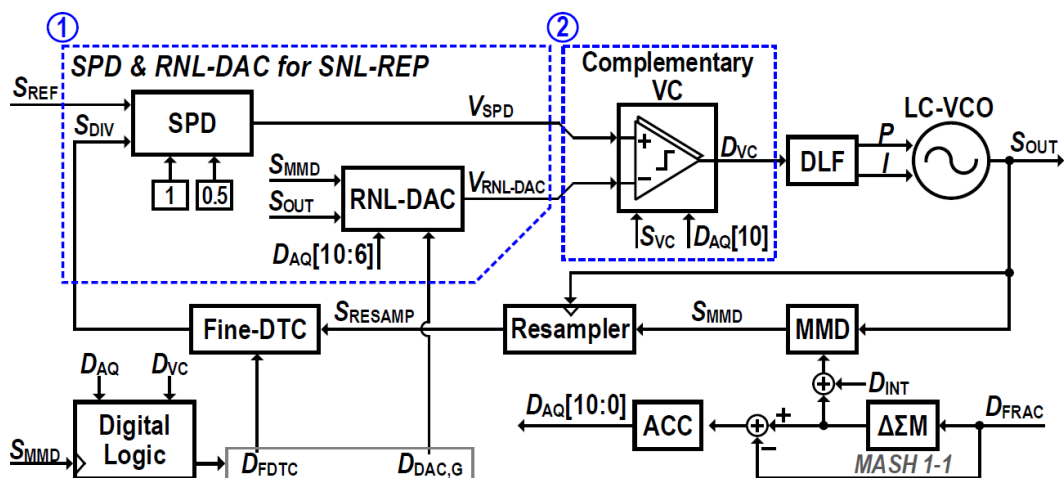 ① ②
SPD & RNL-DAC for SNL-REP
Complementary
VC
LC-VCO
S_REF
S_DIV
SPD
1 0.5
V_SPD
S_MMD
S_OUT
RNL-DAC
V_RNL-DAC
D_AQ[10:6]
+
−
D_VC
S_VC D_AQ[10]
DLF
P
I
S_OUT
Fine-DTC
S_RESAMP
Resampler
S_MMD
MMD
D_AQ D_VC
Digital
Logic
S_MMD
D_FDTC
D_DAC,G
D_AQ[10:0]
ACC
+
−
+
D_INT
ΔΣM
D_FRAC
MASH 1-1